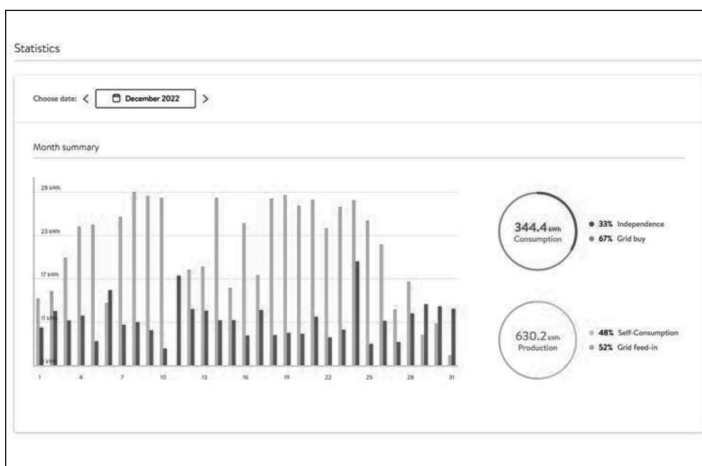 Statistics
Choose date: < December 2022 >
Month summary
29 kWh
23 kWh
17 kWh
11 kWh
kWh
1 4 7 10 13 16 19 22 25 28 31
344.4 kWh
Consumption
33% Independence
67% Grid buy
630.2 kWh
Production
48% Self-Consumption
52% Grid feed-in